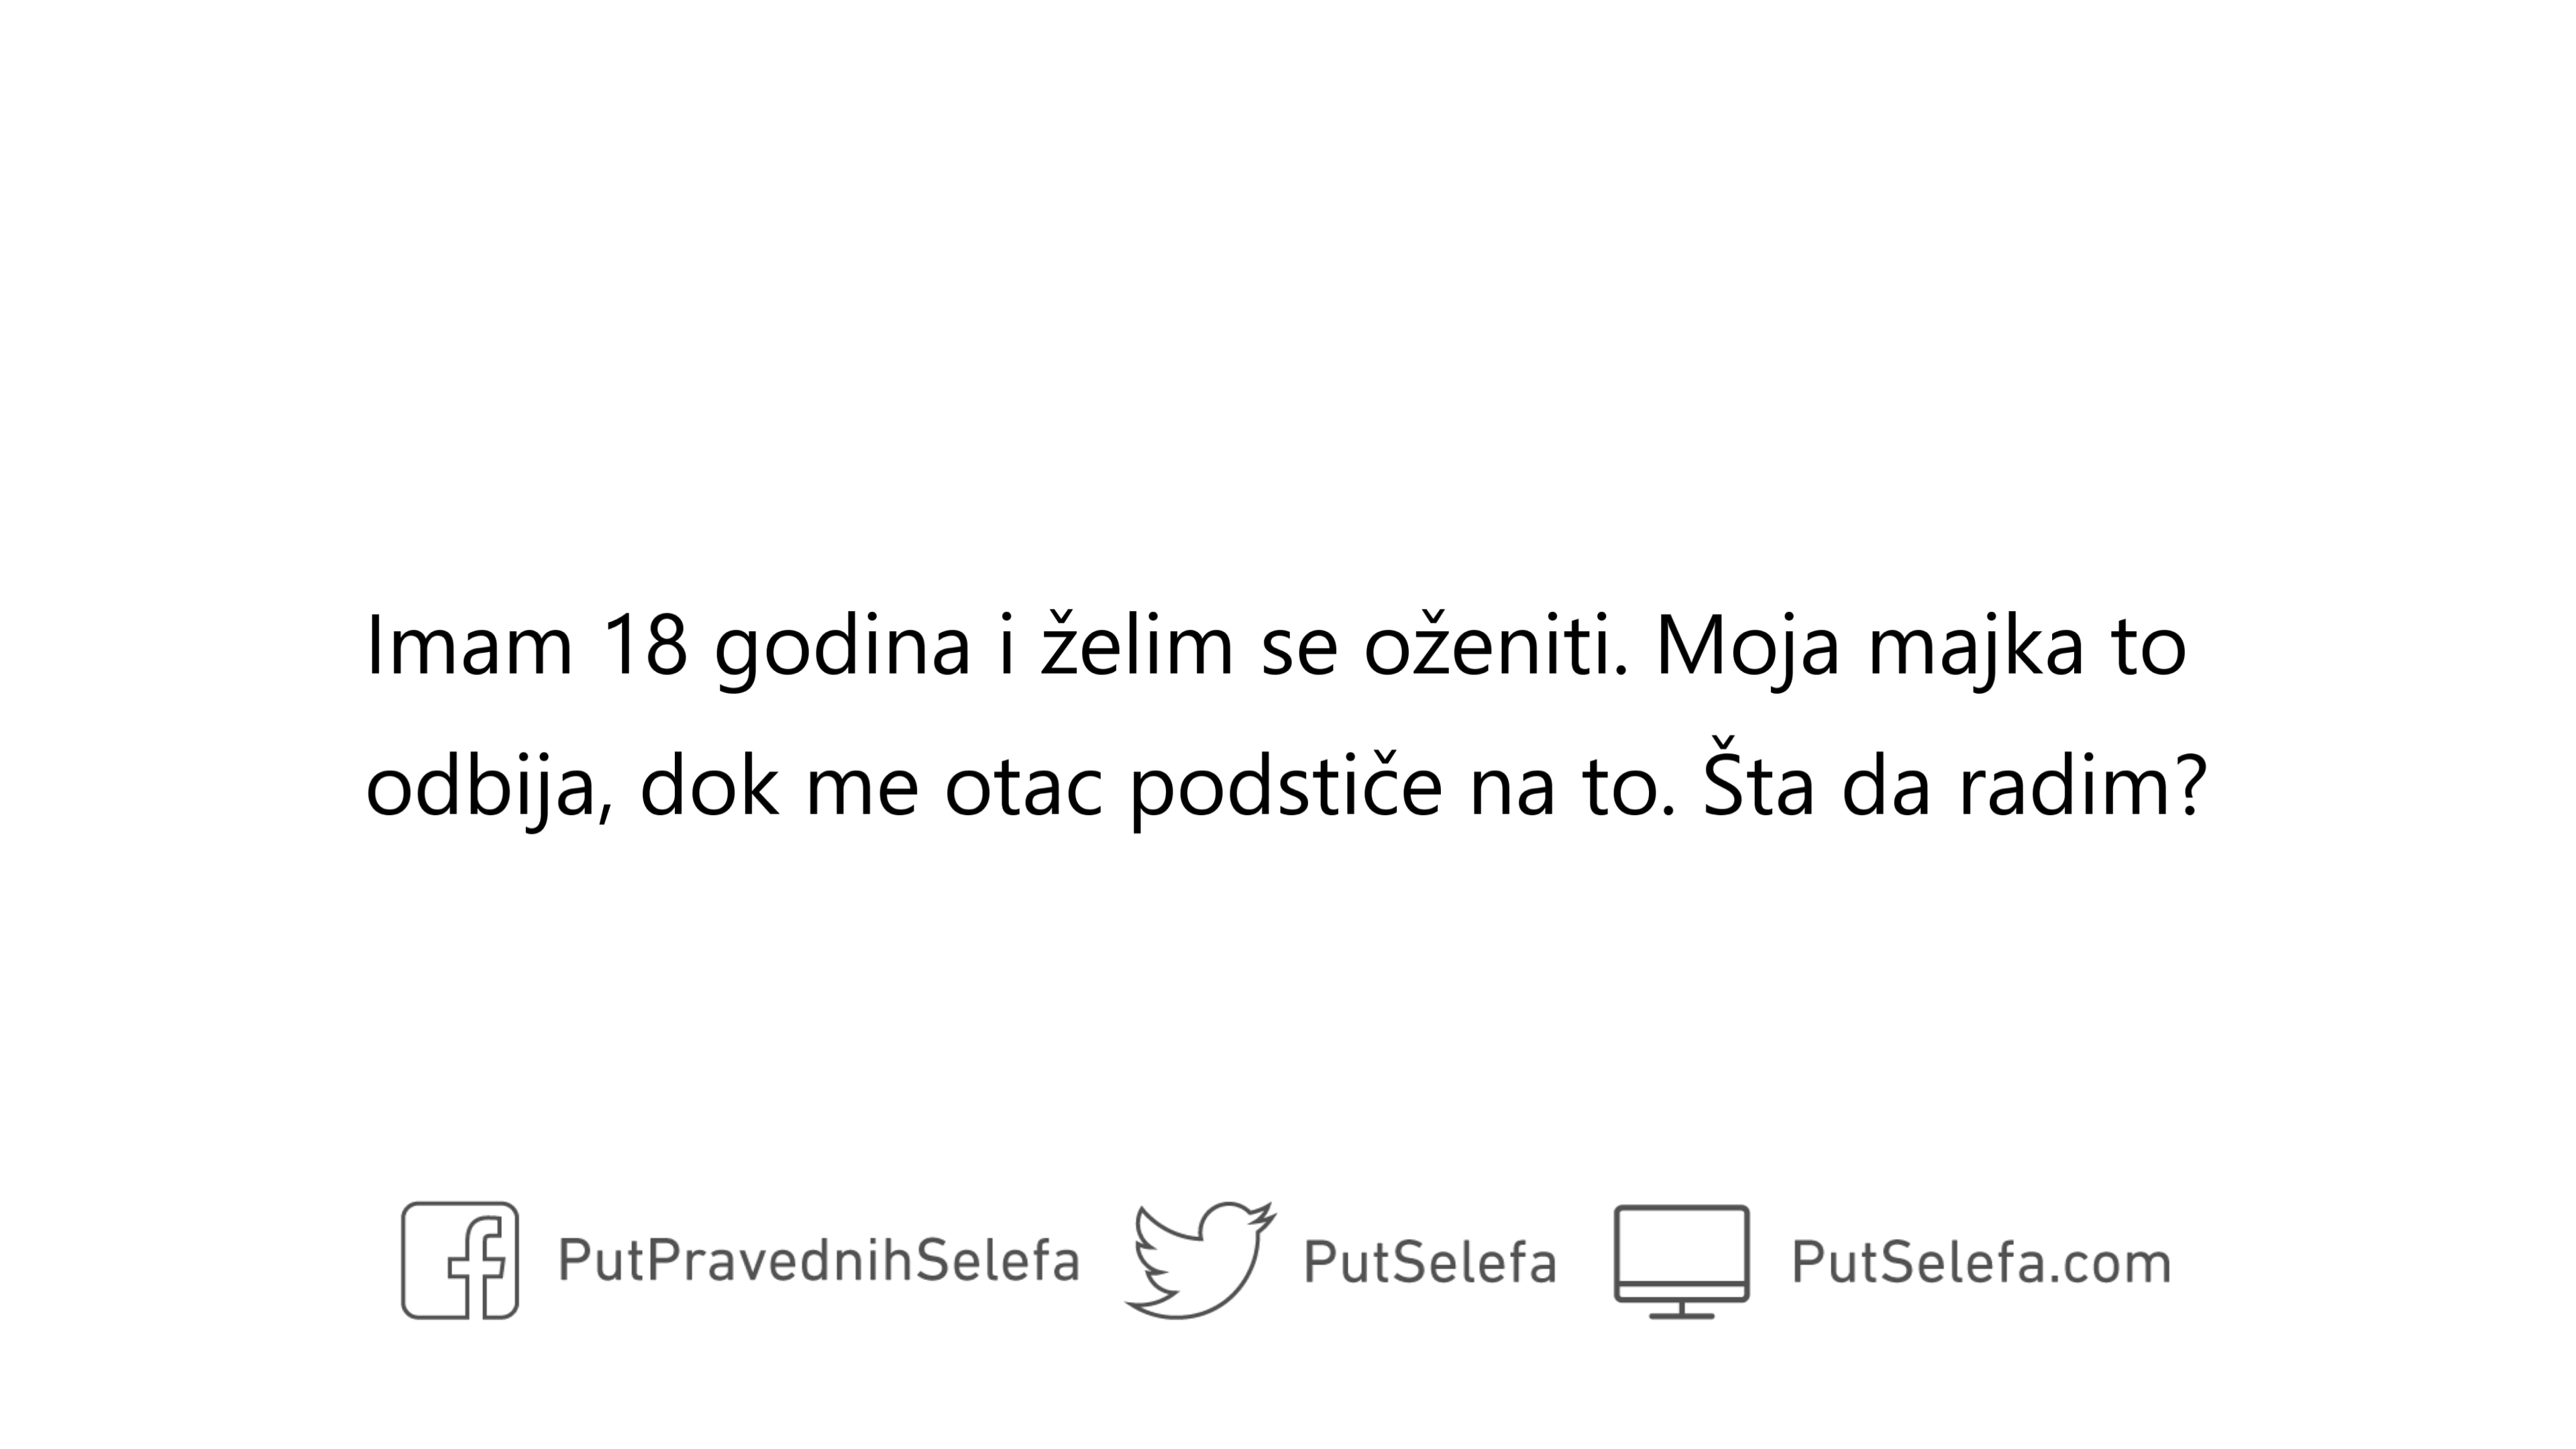 Imam 18 godina i želim se oženiti. Moja majka to
odbija, dok me otac podstiče na to. Šta da radim?
PutPravednihSelefa PutSelefa PutSelefa.com